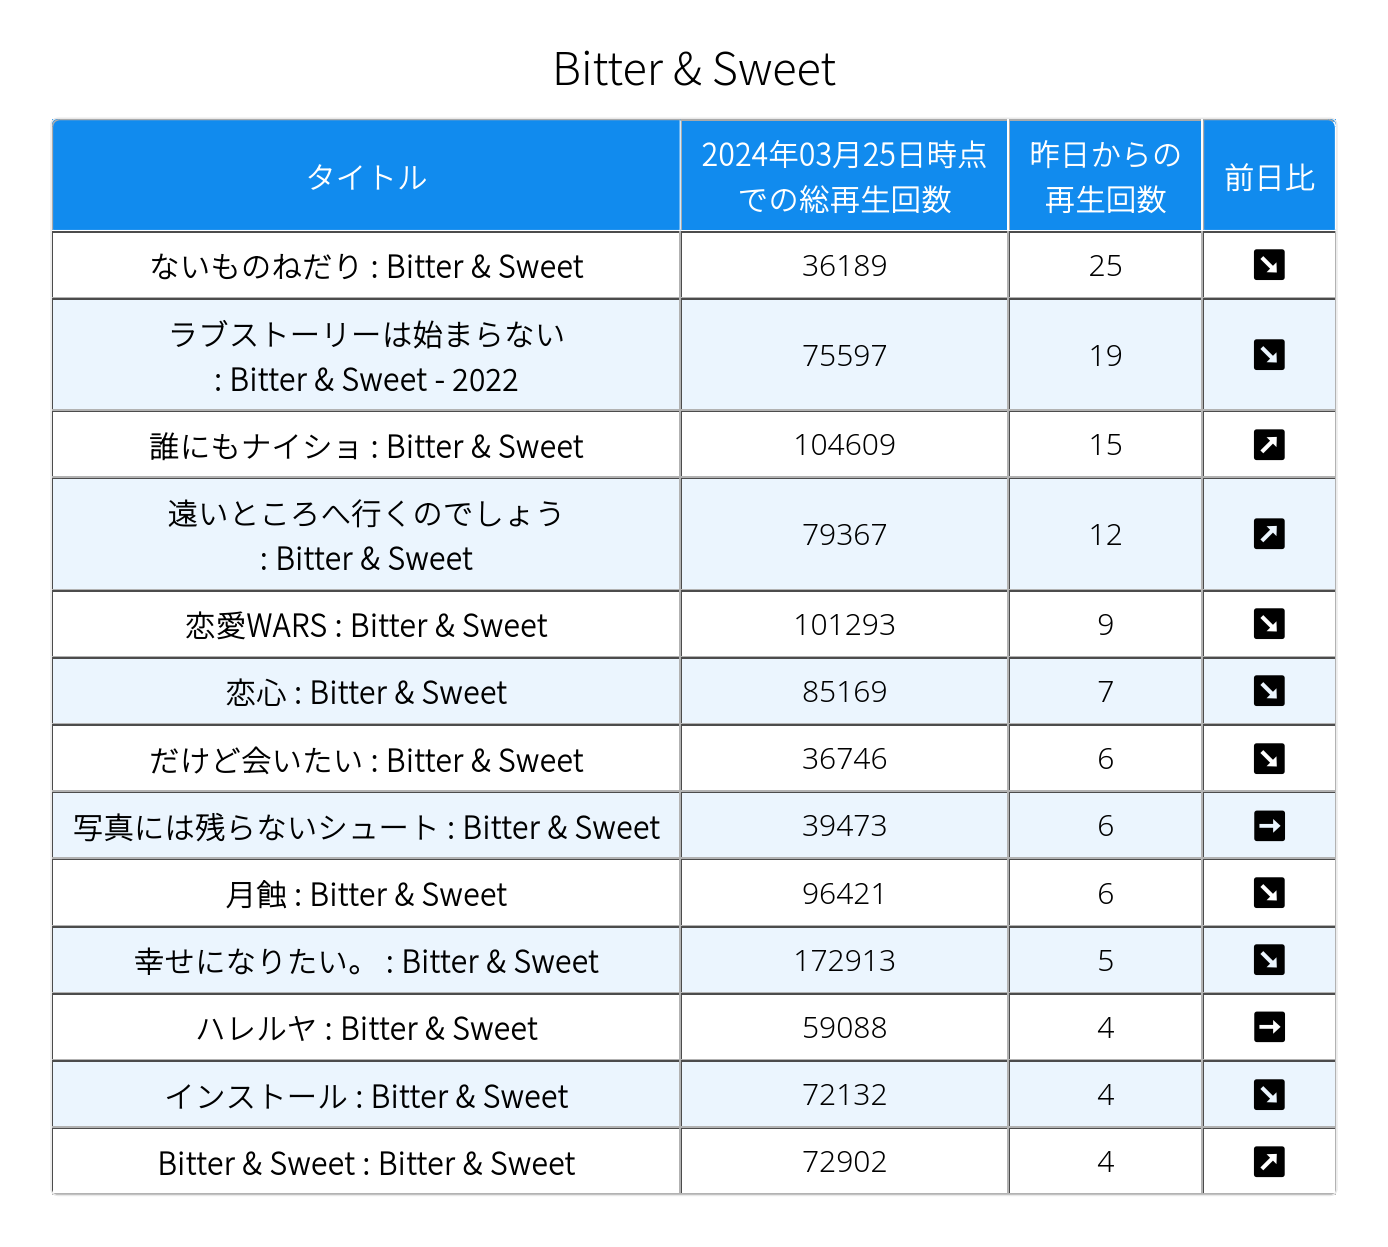 Bitter & Sweet
タイトル
2024年03月25日時点
での総再生回数
昨日からの
再生回数
前日比
ないものねだり : Bitter & Sweet 36189 25 ↘
ラブストーリーは始まらない
: Bitter & Sweet - 2022 75597 19 ↘
誰にもナイショ : Bitter & Sweet 104609 15 ↗
遠いところへ行くのでしょう
: Bitter & Sweet 79367 12 ↗
恋愛WARS : Bitter & Sweet 101293 9 ↘
恋心 : Bitter & Sweet 85169 7 ↘
だけど会いたい : Bitter & Sweet 36746 6 ↘
写真には残らないシュート : Bitter & Sweet 39473 6 →
月蝕 : Bitter & Sweet 96421 6 ↘
幸せになりたい。 : Bitter & Sweet 172913 5 ↘
ハレルヤ : Bitter & Sweet 59088 4 →
インストール : Bitter & Sweet 72132 4 ↘
Bitter & Sweet : Bitter & Sweet 72902 4 ↗